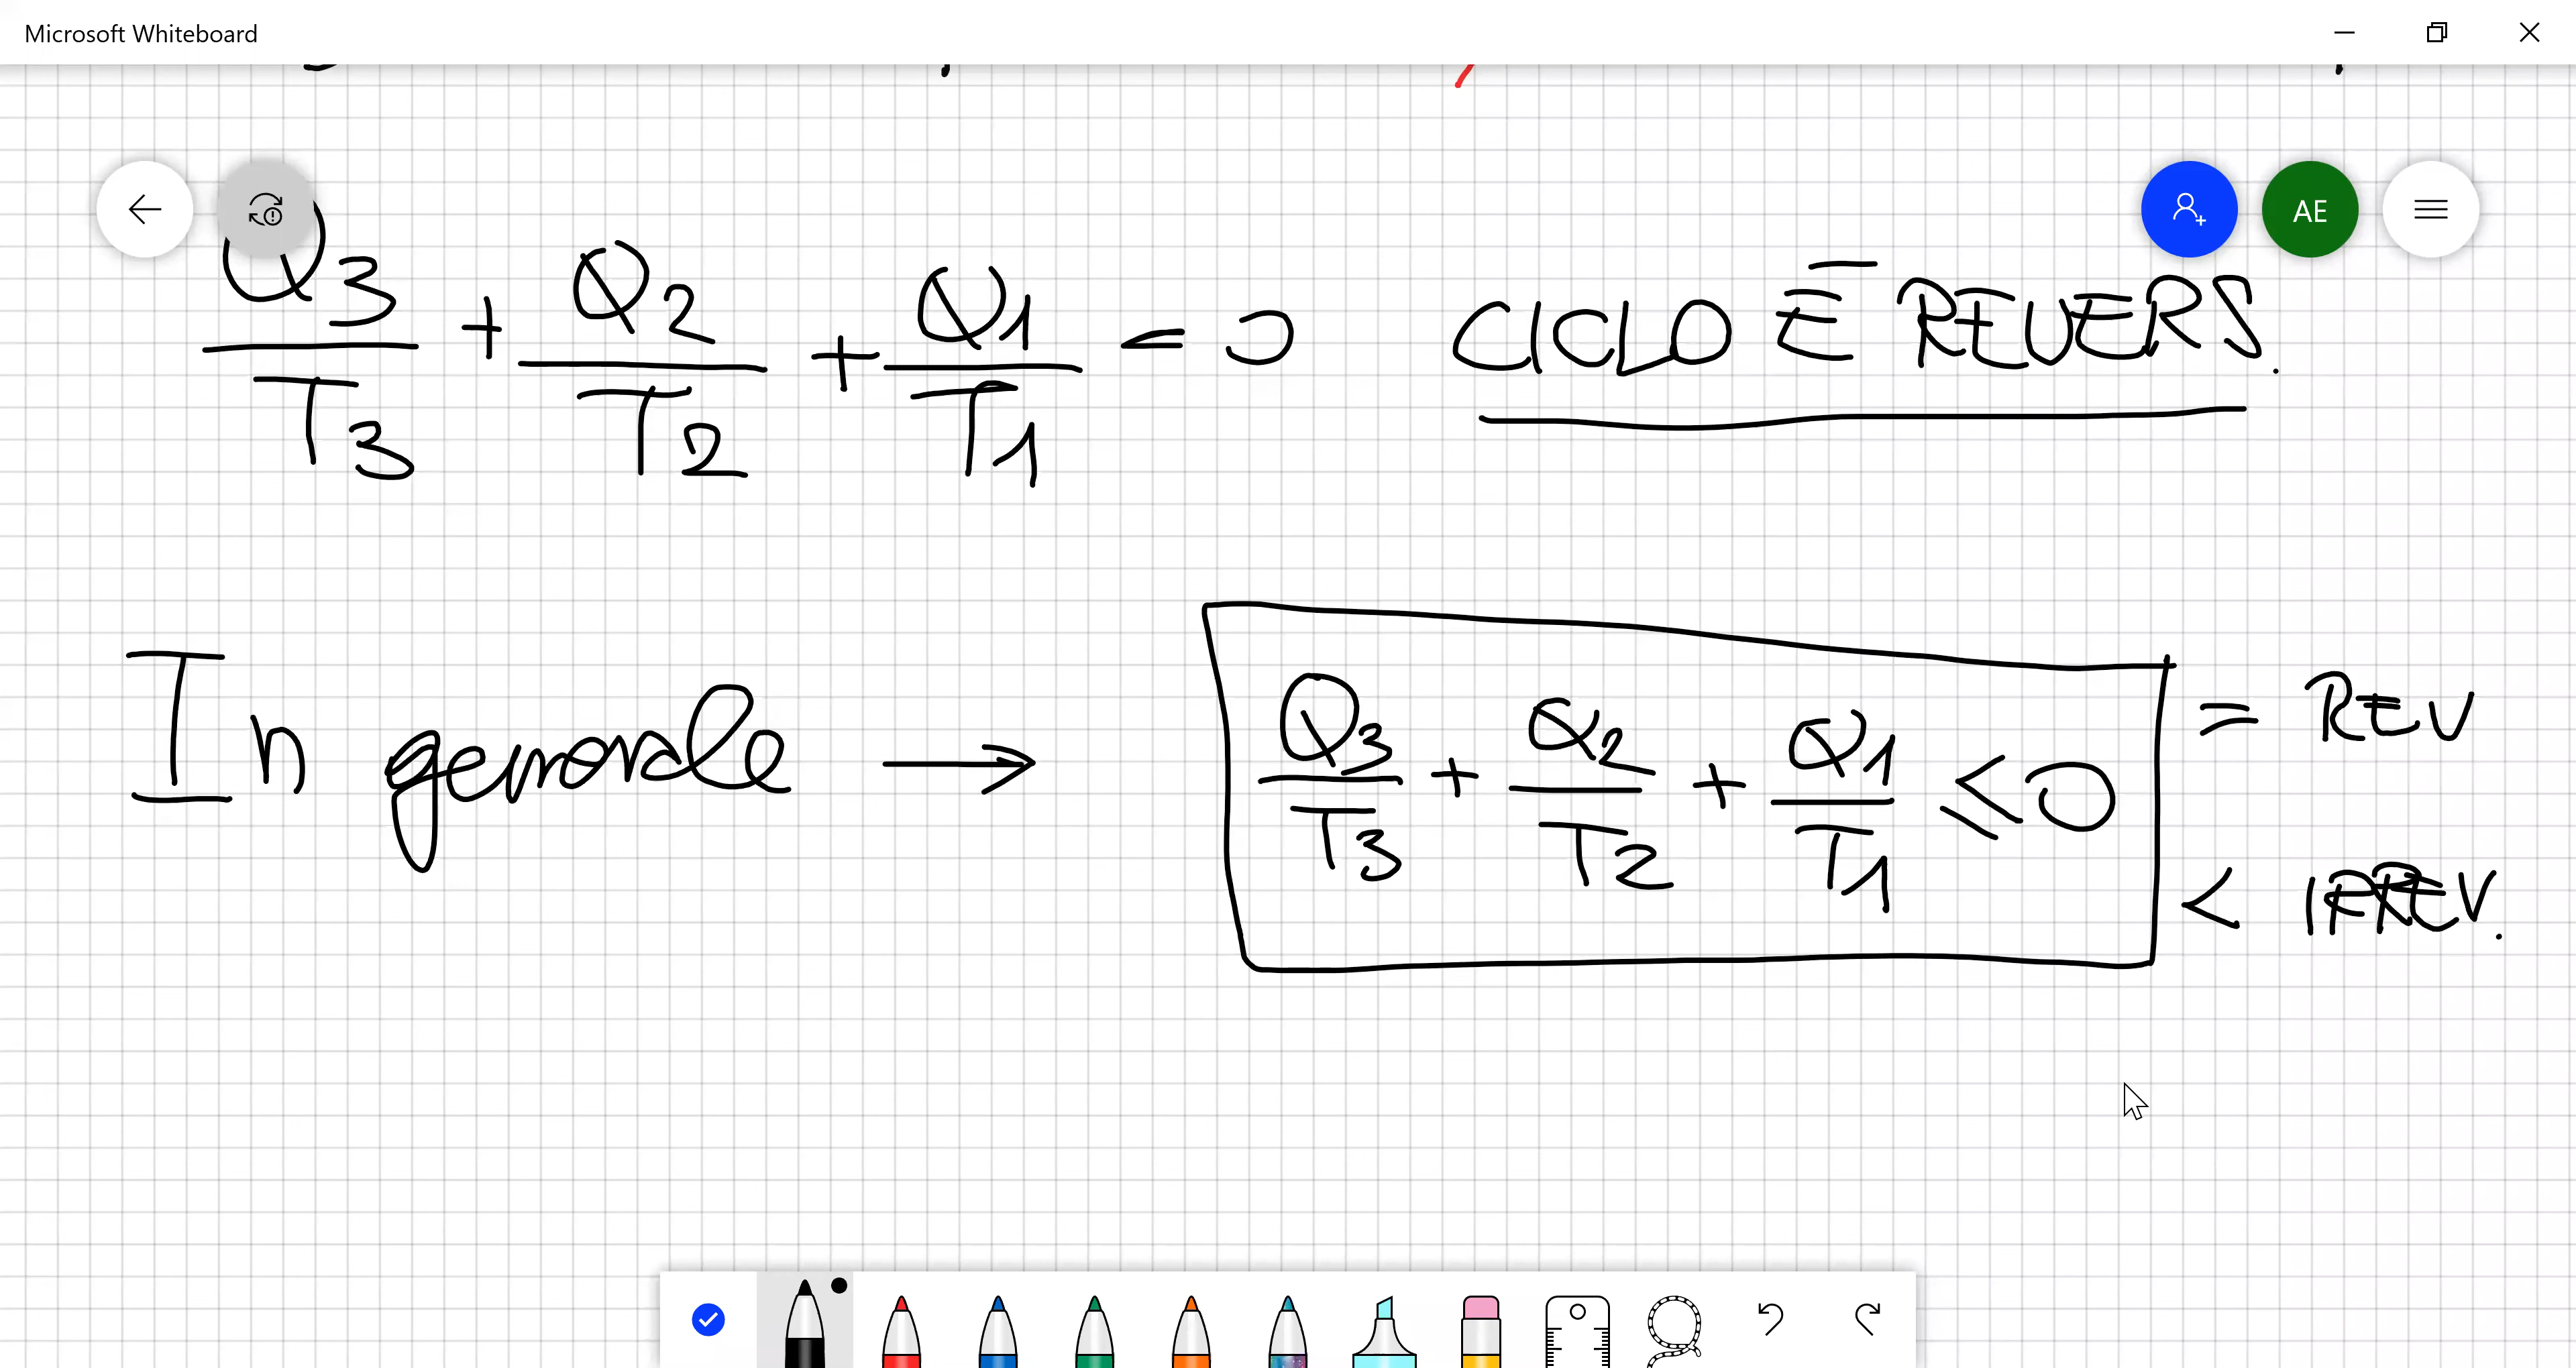 Microsoft Whiteboard
AE
Q3/T3 + Q2/T2 + Q1/T1 = 0 CICLO È REVERS.
In generale → Q3/T3 + Q2/T2 + Q1/T1 ≤ 0 = REV
< IRREV.